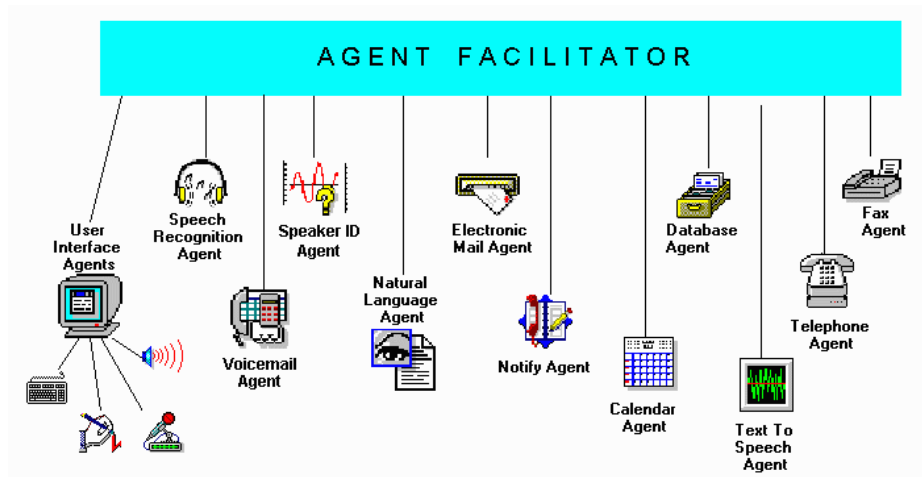 AGENT FACILITATOR
User
Interface
Agents
Speech
Recognition
Agent
Voicemail
Agent
Speaker ID
Agent
Natural
Language
Agent
Electronic
Mail Agent
Notify Agent
Calendar
Agent
Database
Agent
Text To
Speech
Agent
Telephone
Agent
Fax
Agent